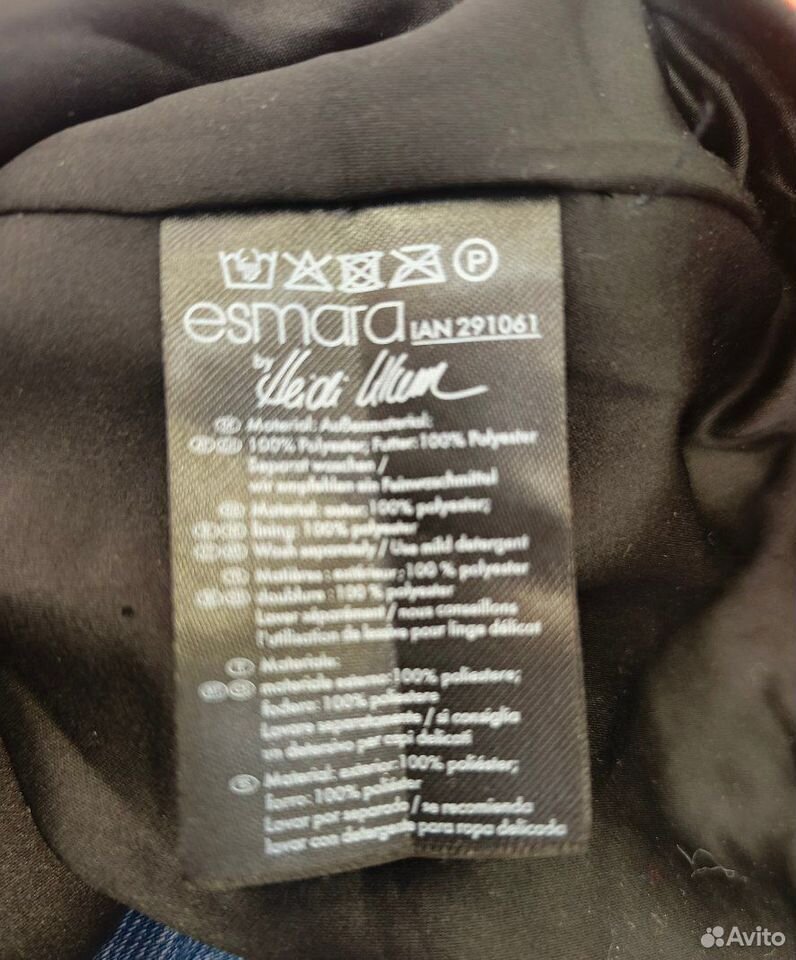 P
esmara IAN 291061
by Heidi Klum
Material: Außenmaterial:
100% Polyester; Futter: 100% Polyester
Separat waschen /
wir empfehlen ein Feinwaschmittel
Material: outer: 100% polyester;
lining: 100% polyester
Wash separately / Use mild detergent
Matières : extérieur : 100 % polyester
doublure : 100 % polyester
Laver séparément / nous conseillons
l'utilisation de lessive pour linge délicat
Materiale:
materiale esterno: 100% poliestere;
fodera: 100% poliestere
Lavare separatamente / si consiglia
un detersivo per capi delicati
Material: exterior: 100% poliéster;
forro: 100% poliéster
Lavar por separado / se recomienda
lavar con detergente para ropa delicada
Avito